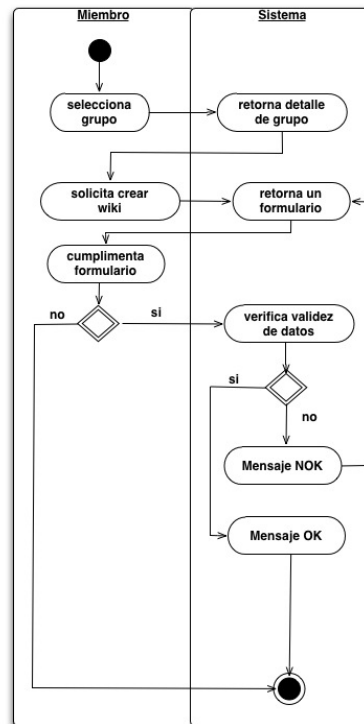 Miembro
Sistema
selecciona
grupo
retorna detalle
de grupo
solicita crear
wiki
retorna un
formulario
cumplimenta
formulario
no
si
verifica validez
de datos
si
no
Mensaje NOK
Mensaje OK